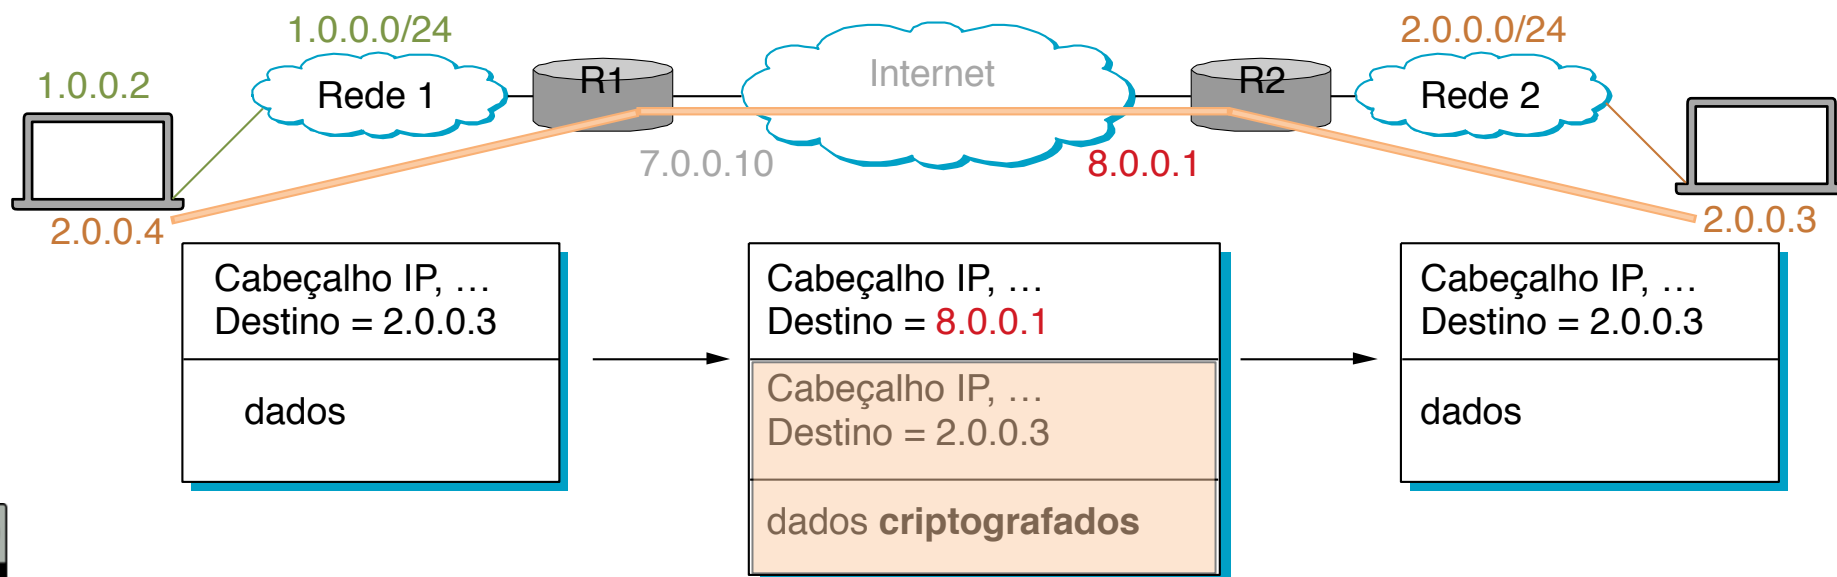 1.0.0.0/24
2.0.0.0/24
1.0.0.2
Rede 1
R1
Internet
R2
Rede 2
7.0.0.10
8.0.0.1
2.0.0.4
2.0.0.3
Cabeçalho IP, …
Destino = 2.0.0.3
dados
Cabeçalho IP, …
Destino = 8.0.0.1
Cabeçalho IP, …
Destino = 2.0.0.3
dados criptografados
Cabeçalho IP, …
Destino = 2.0.0.3
dados